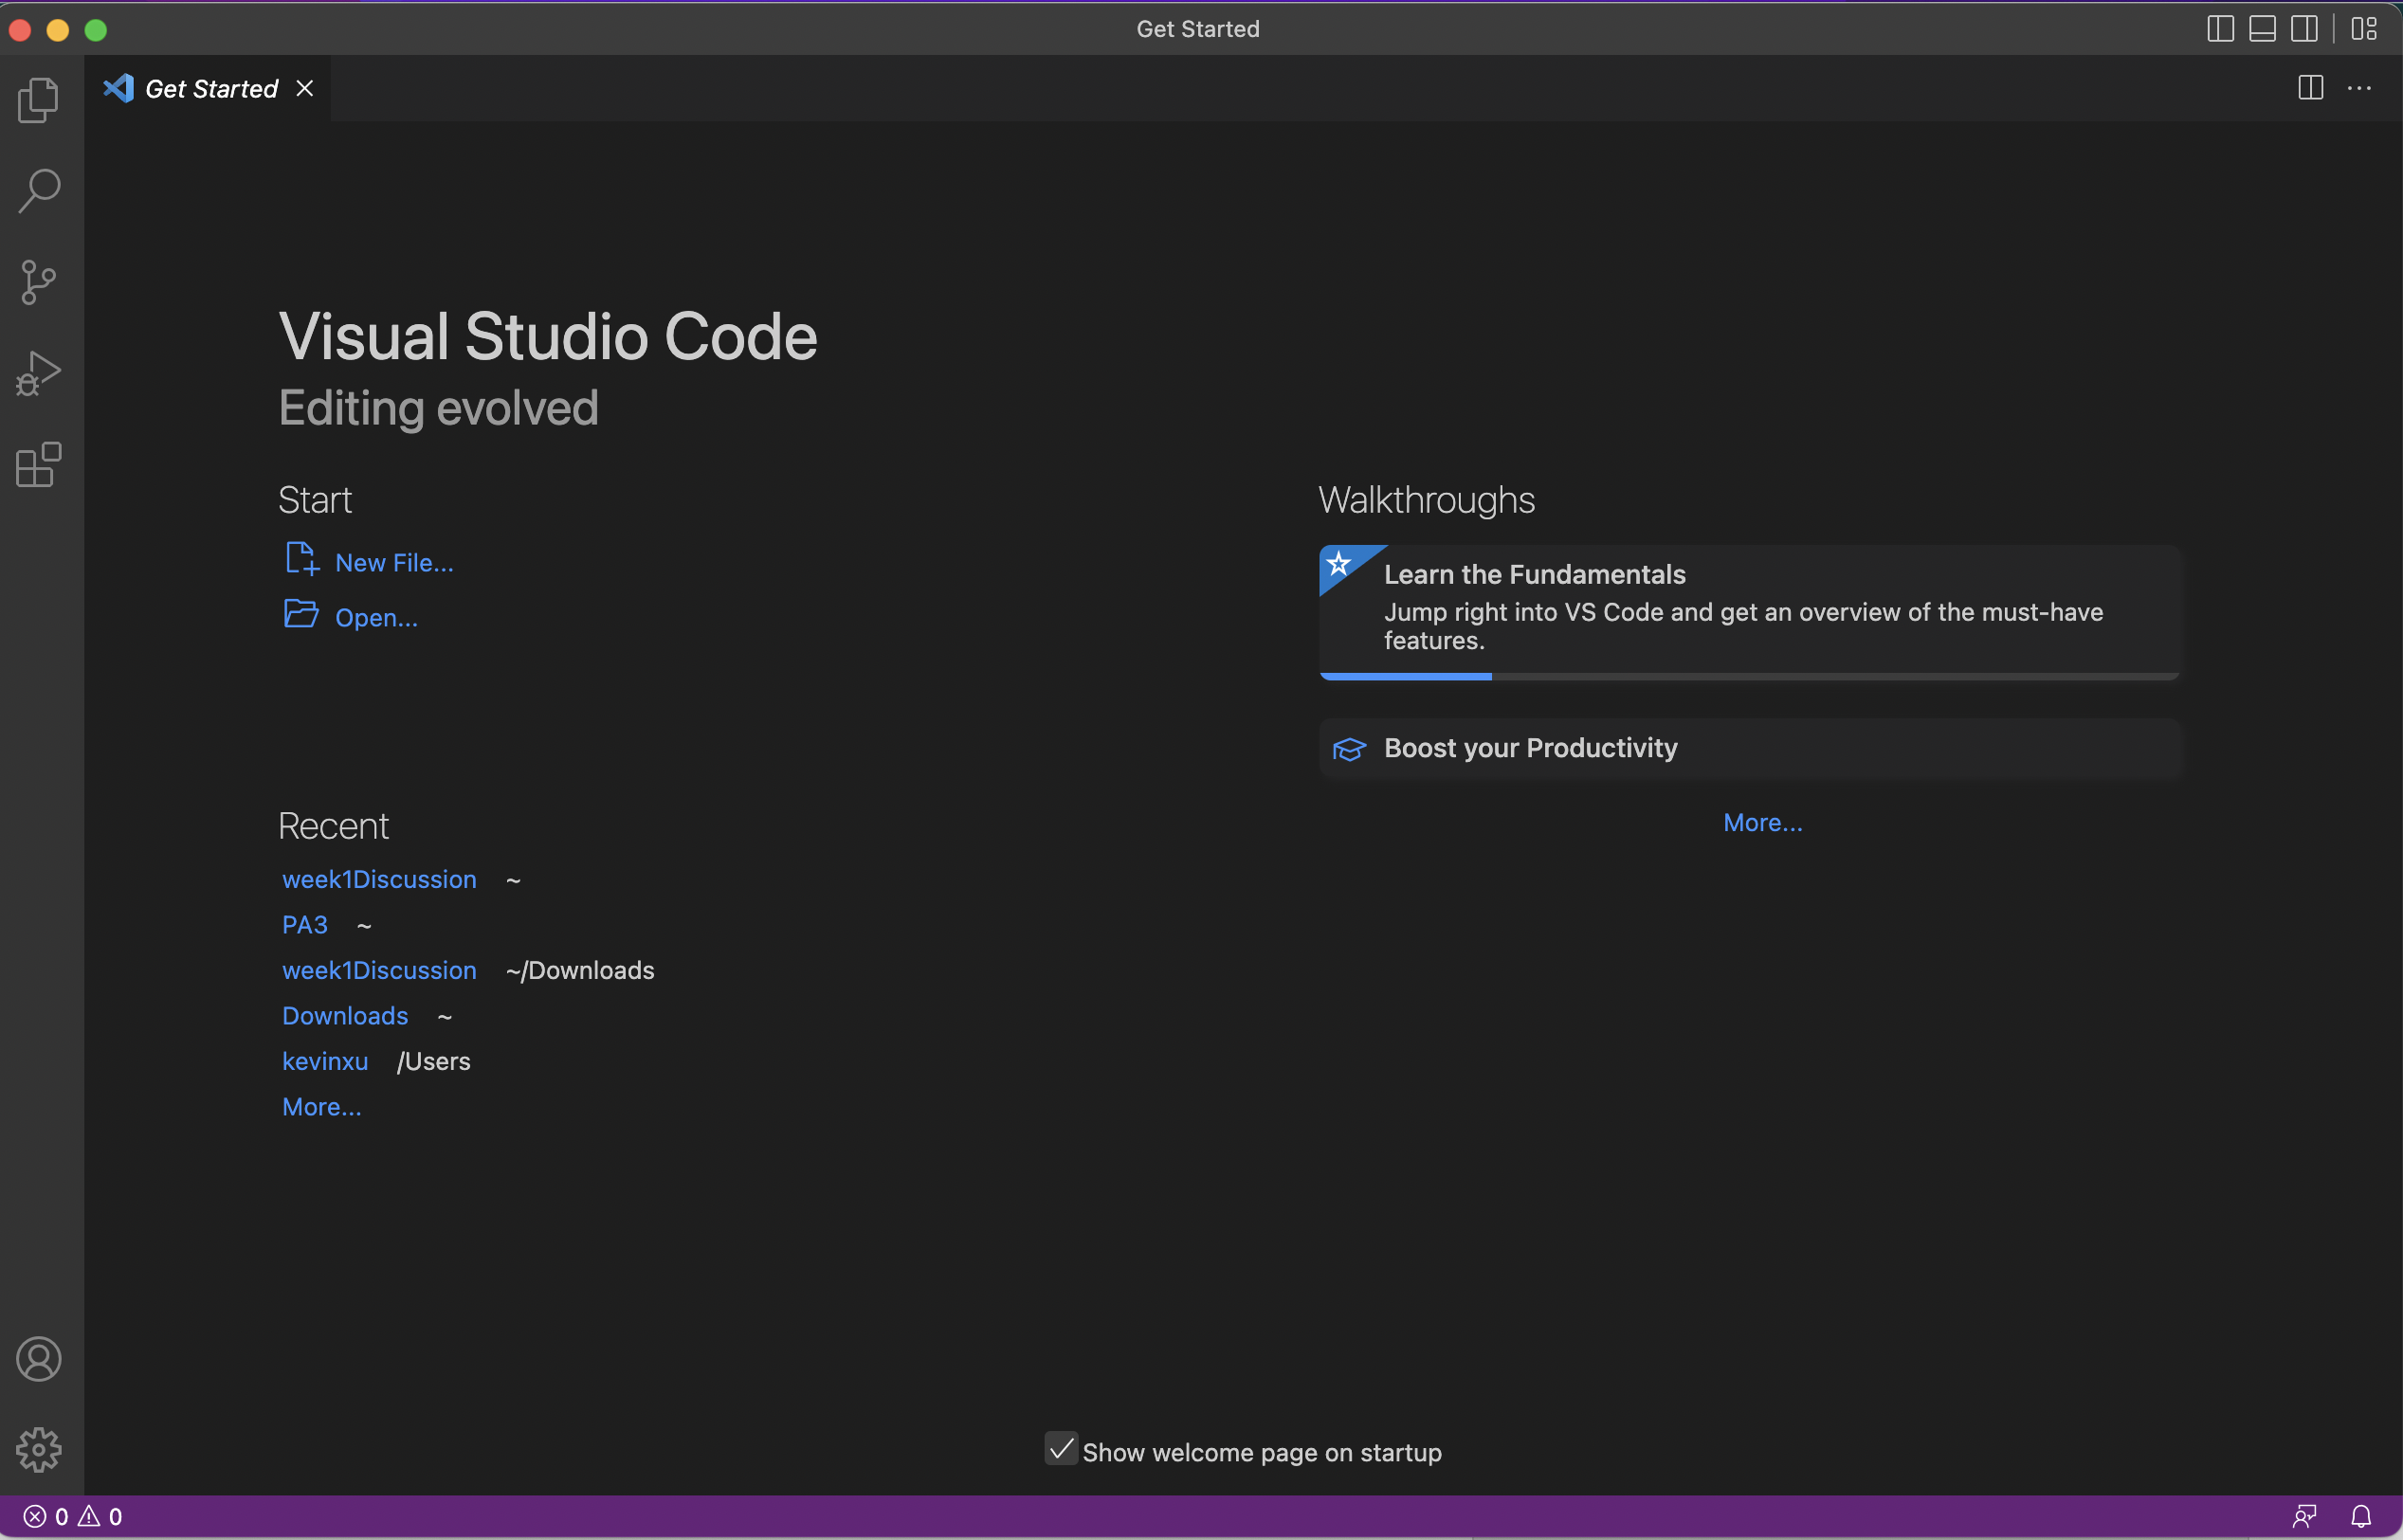 Get Started
Get Started
Visual Studio Code
Editing evolved
Start
New File...
Open...
Recent
week1Discussion ~
PA3 ~
week1Discussion ~/Downloads
Downloads ~
kevinxu /Users
More...
Walkthroughs
Learn the Fundamentals
Jump right into VS Code and get an overview of the must-have
features.
Boost your Productivity
More...
Show welcome page on startup
0 0